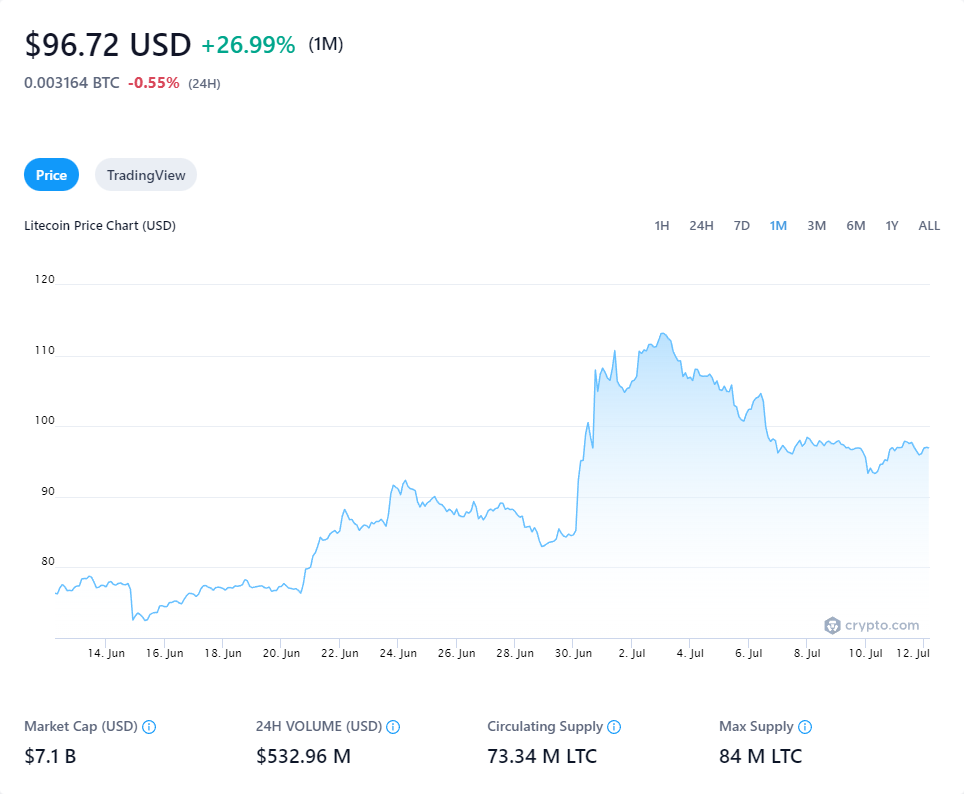 $96.72 USD +26.99% (1M)
0.003164 BTC -0.55% (24H)
Price TradingView
Litecoin Price Chart (USD) 1H 24H 7D 1M 3M 6M 1Y ALL
120
110
100
90
80
crypto.com
14. Jun 16. Jun 18. Jun 20. Jun 22. Jun 24. Jun 26. Jun 28. Jun 30. Jun 2. Jul 4. Jul 6. Jul 8. Jul 10. Jul 12. Jul
Market Cap (USD) 24H VOLUME (USD) Circulating Supply Max Supply
$7.1 B $532.96 M 73.34 M LTC 84 M LTC